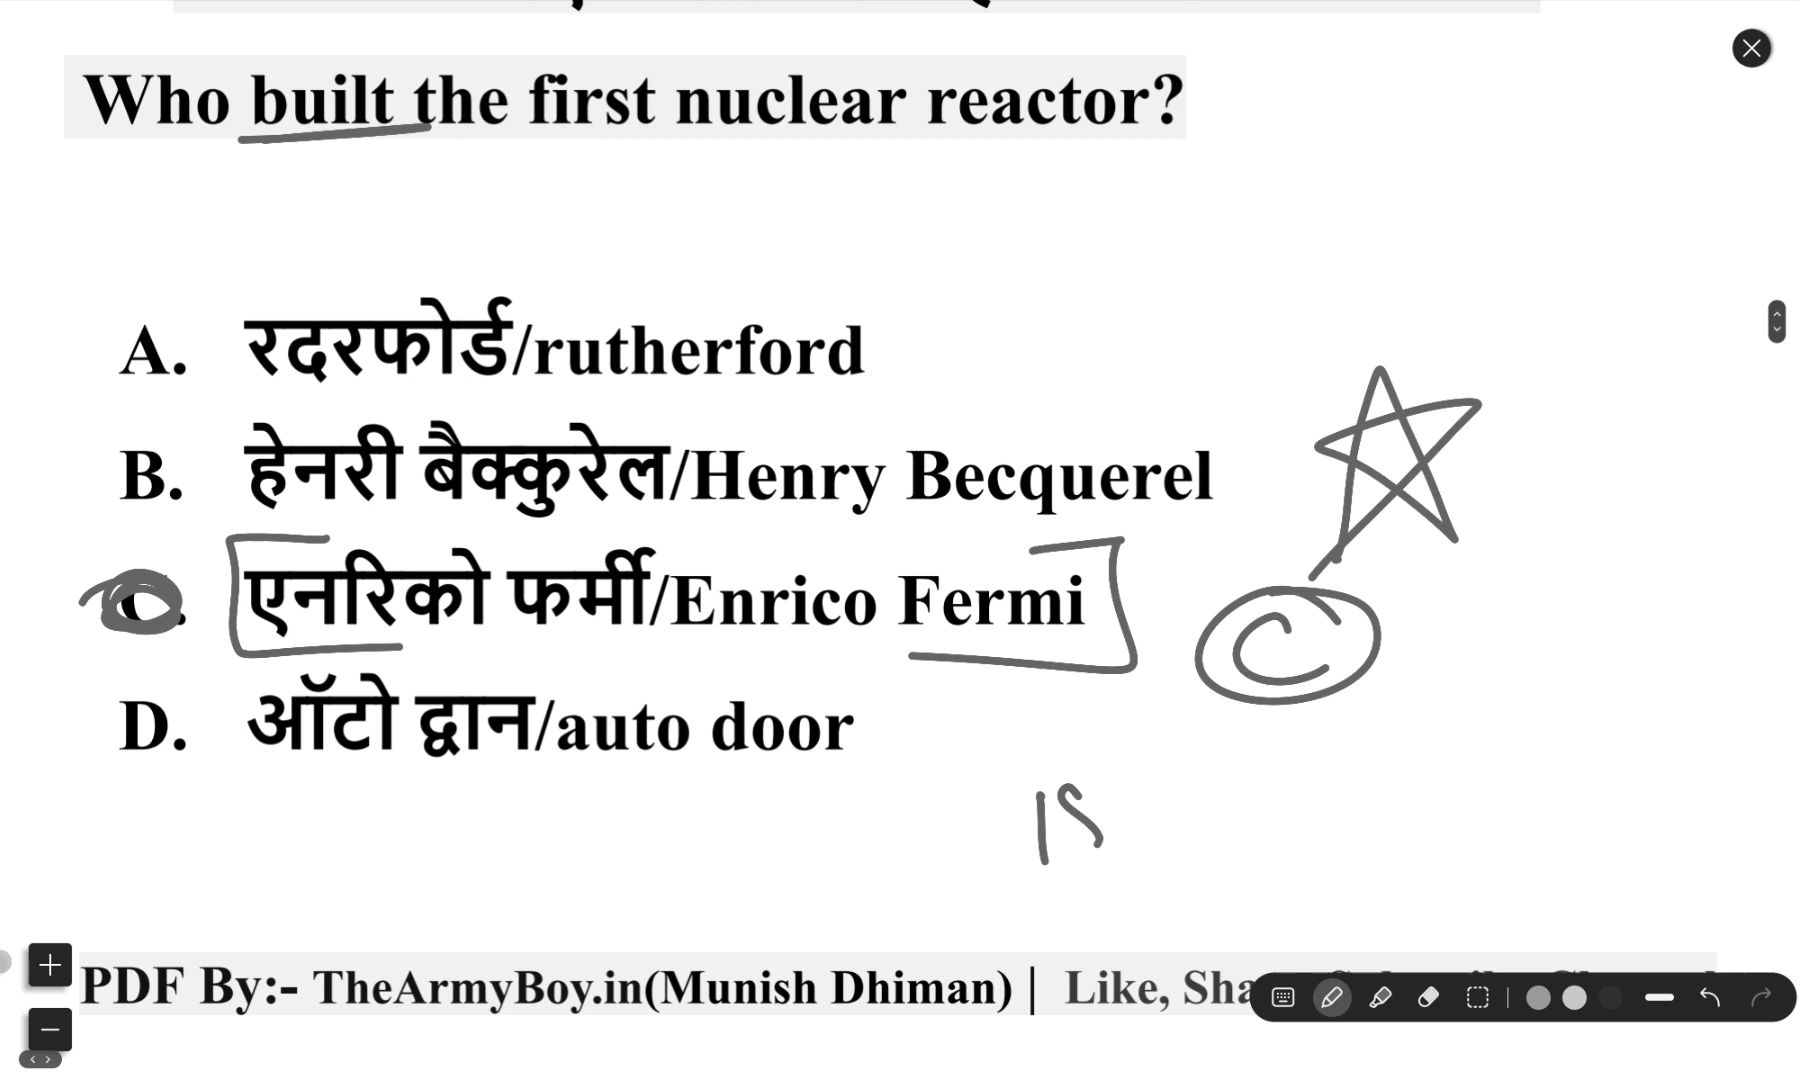 Who built the first nuclear reactor?
A. रदरफोर्ड/rutherford
B. हेनरी बैक्कुरेल/Henry Becquerel
C. एनरिको फर्मी/Enrico Fermi
C
D. ऑटो द्वान/auto door
PDF By:- TheArmyBoy.in(Munish Dhiman) | Like, Sha